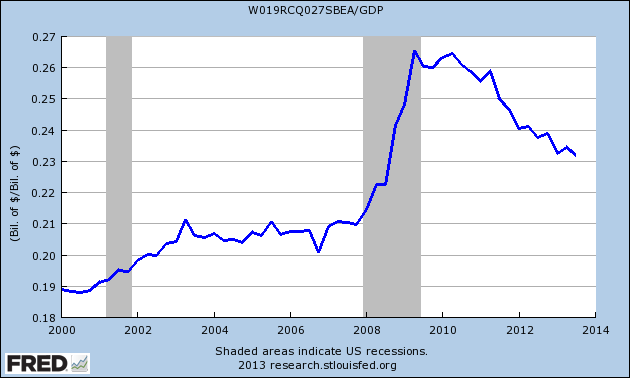 W019RCQ027SBEA/GDP
0.27
0.26
0.25
0.24
0.23
0.22
0.21
0.20
0.19
0.18
(Bil. of $/Bil. of $)
2000 2002 2004 2006 2008 2010 2012 2014
Shaded areas indicate US recessions.
2013 research.stlouisfed.org
FRED